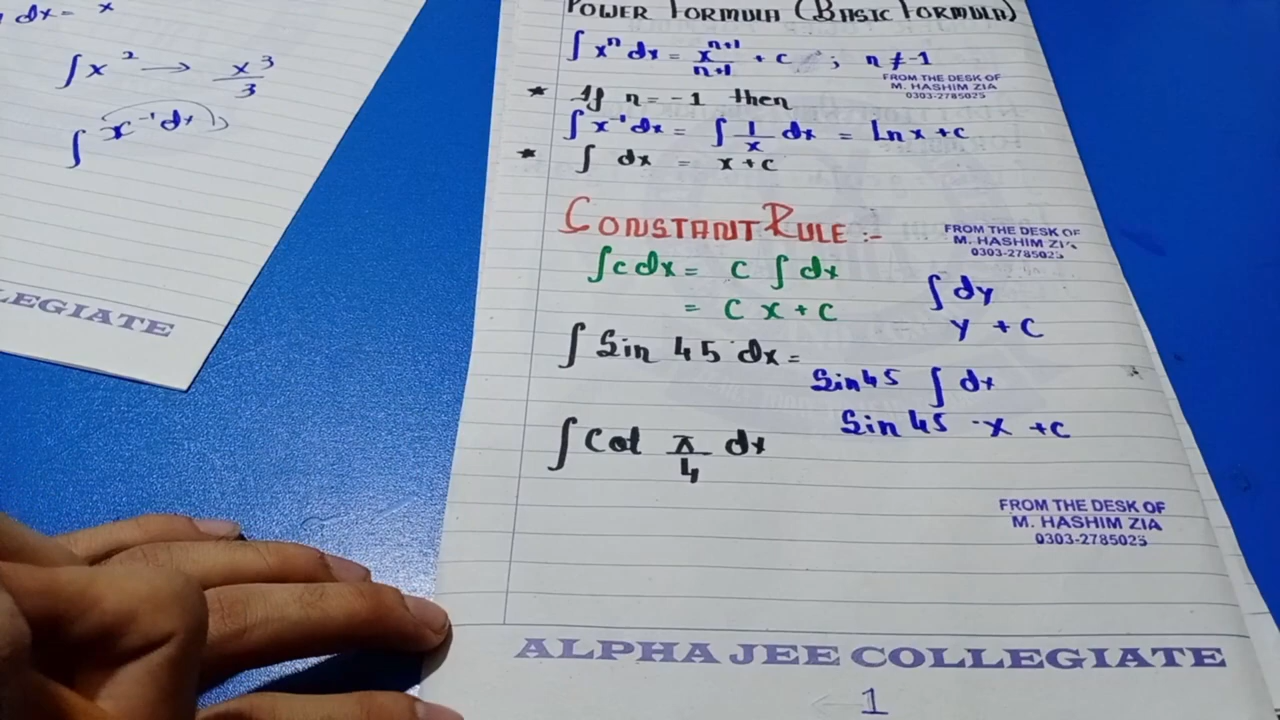 dx = x
∫x² → x³/3
∫ x⁻¹dx
LEGIATE
POWER FORMULA (BASIC FORMULA)
∫xⁿ dx = xⁿ⁺¹/n+1 + c ; n ≠ -1
FROM THE DESK OF
M. HASHIM ZIA
0303-2785025
* If n = -1 then
∫x⁻¹dx = ∫ 1/x dx = ln x + c
* ∫ dx = x + c
CONSTANT RULE :-
FROM THE DESK OF
M. HASHIM ZIA
0303-2785025
∫c dx = c ∫ dx
= C x + c
∫ dy
y + c
∫ Sin 45 dx =
Sin 45 ∫ dx
Sin 45 · x + c
∫ Cot π/4 dx
FROM THE DESK OF
M. HASHIM ZIA
0303-2785025
ALPHA JEE COLLEGIATE
1